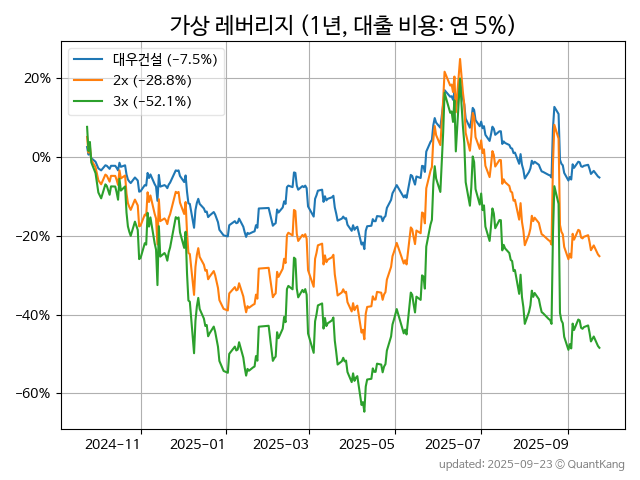 가상 레버리지 (1년, 대출 비용: 연 5%)
대우건설 (−7.5%)
2x (−28.8%)
3x (−52.1%)
20%
0%
−20%
−40%
−60%
2024-11 2025-01 2025-03 2025-05 2025-07 2025-09
updated: 2025-09-23 ⓒ QuantKang